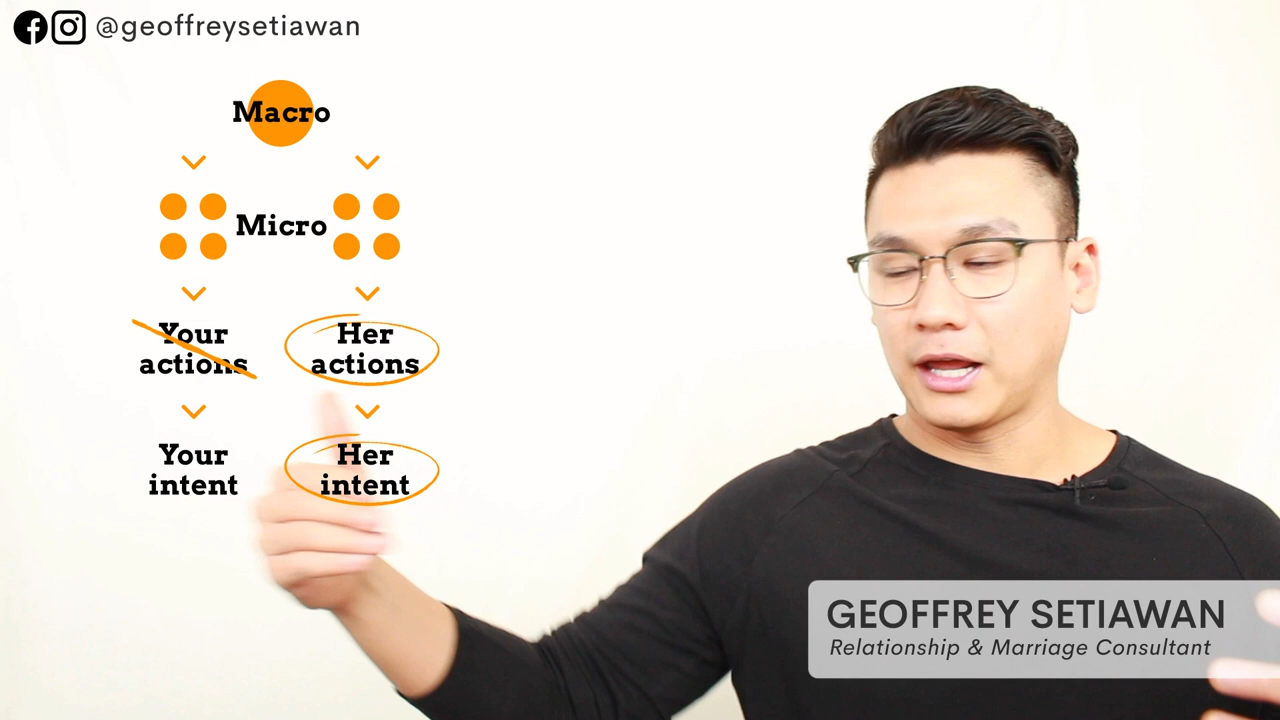 @geoffreysetiawan
Macro
Micro
Your
actions
Her
actions
Your
intent
Her
intent
GEOFFREY SETIAWAN
Relationship & Marriage Consultant